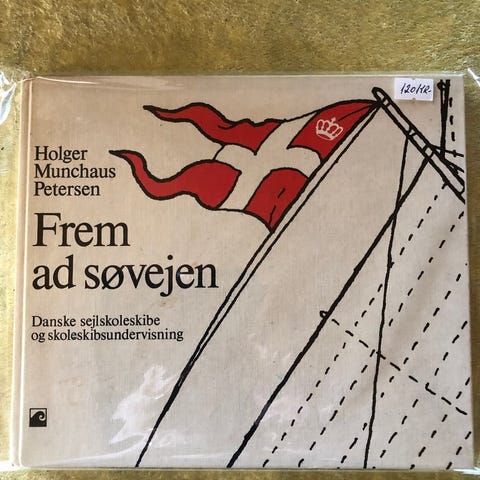 120 kr.
Holger
Munchaus
Petersen
Frem
ad søvejen
Danske sejlskoleskibe
og skoleskibsundervisning